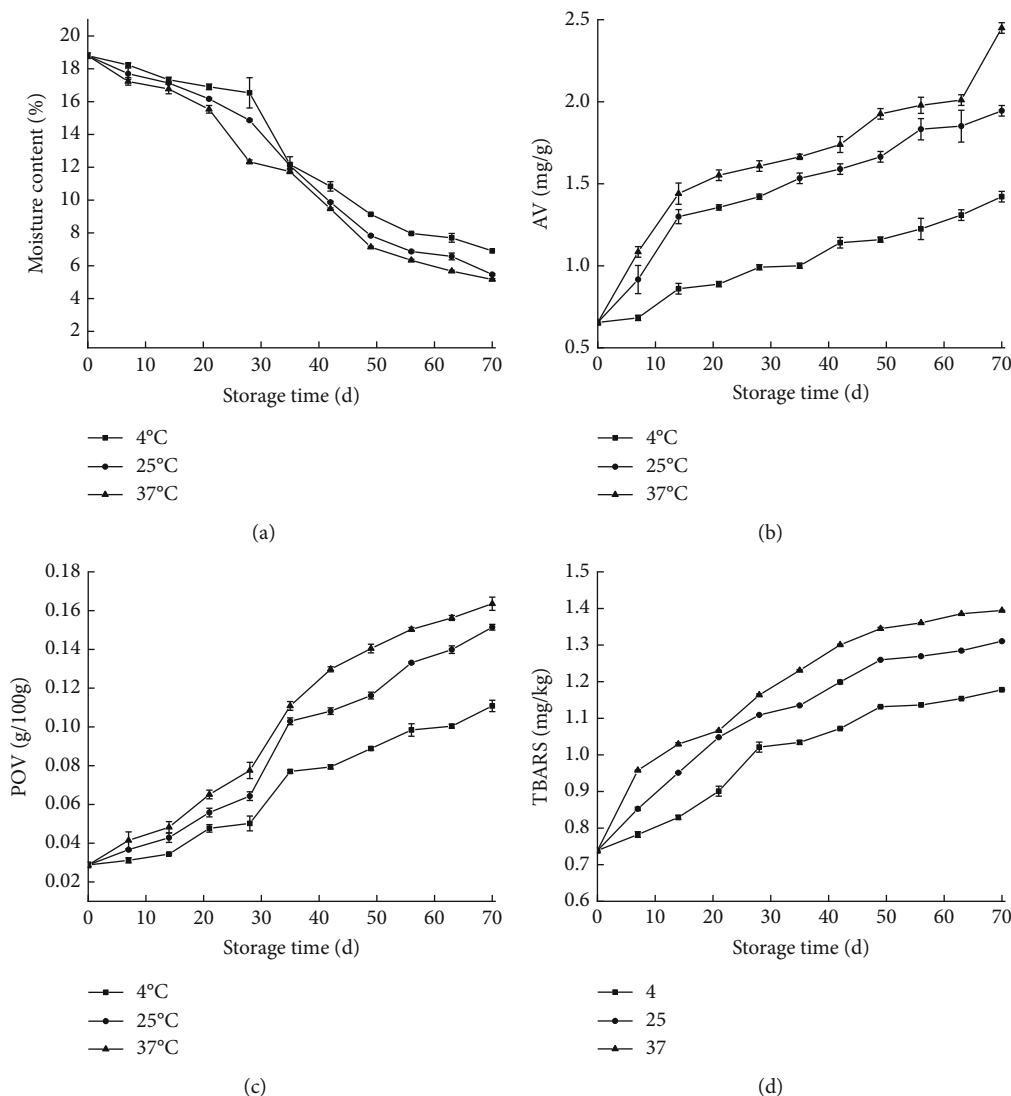 20
18
16
14
12
10
8
6
4
2
Moisture content (%)
0 10 20 30 40 50 60 70
Storage time (d)
4°C
25°C
37°C
(a)
2.5
2.0
1.5
1.0
0.5
AV (mg/g)
0 10 20 30 40 50 60 70
Storage time (d)
4°C
25°C
37°C
(b)
0.18
0.16
0.14
0.12
0.10
0.08
0.06
0.04
0.02
POV (g/100g)
0 10 20 30 40 50 60 70
Storage time (d)
4°C
25°C
37°C
(c)
1.5
1.4
1.3
1.2
1.1
1.0
0.9
0.8
0.7
0.6
TBARS (mg/kg)
0 10 20 30 40 50 60 70
Storage time (d)
4
25
37
(d)